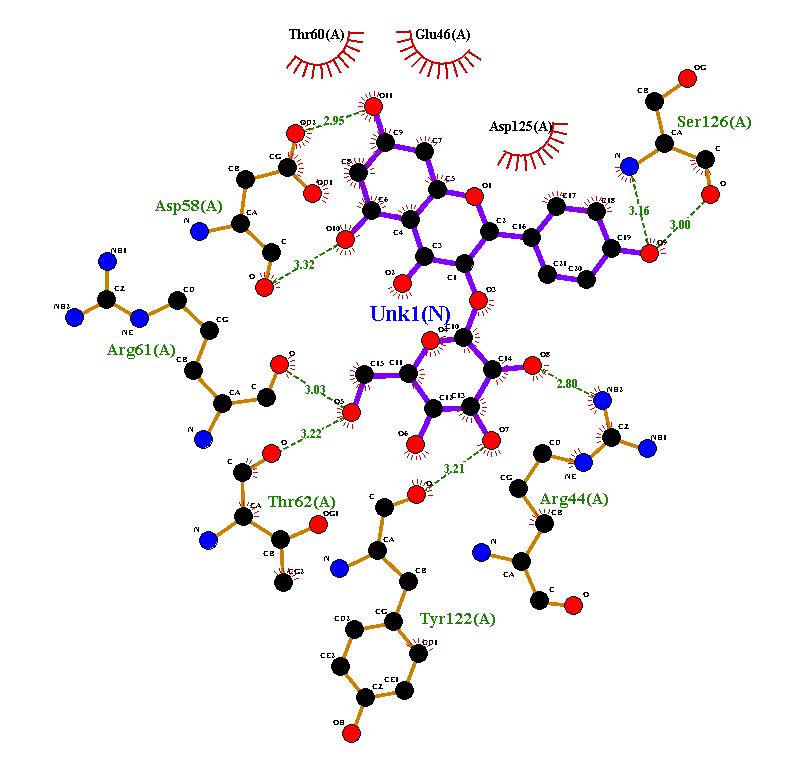 Thr60(A) Glu46(A)
OG
CB
O11
Asp125(A)
Ser126(A)
OD2 2.95
C9 C7
CA C
CG
N
C8 C5
CB OD1
O1
O
C17 C18
Asp58(A)
C6
3.16 3.00
N CA
C4 C2 C16
O10
C19 O9
C
C3
3.32
NH1
O
O2 C1
C21 C20
CZ
CD
O3
NH2 NE
Unk1(N)
CG
O4 C10
Arg61(A)
CB
O
C15 C11 C14 O8
3.03
2.80
NH2
CA C
O5
C12 C13
N
3.22
O6 O7
CZ NH1
O
3.21
CD NE
C
Thr62(A)
CG
Arg44(A)
O
C
CA OG1
CB
N
CB
CA
N
N
CA
CG2
CB
C O
CG
Tyr122(A)
CD2
CD1
CE2
CZ CE1
OH